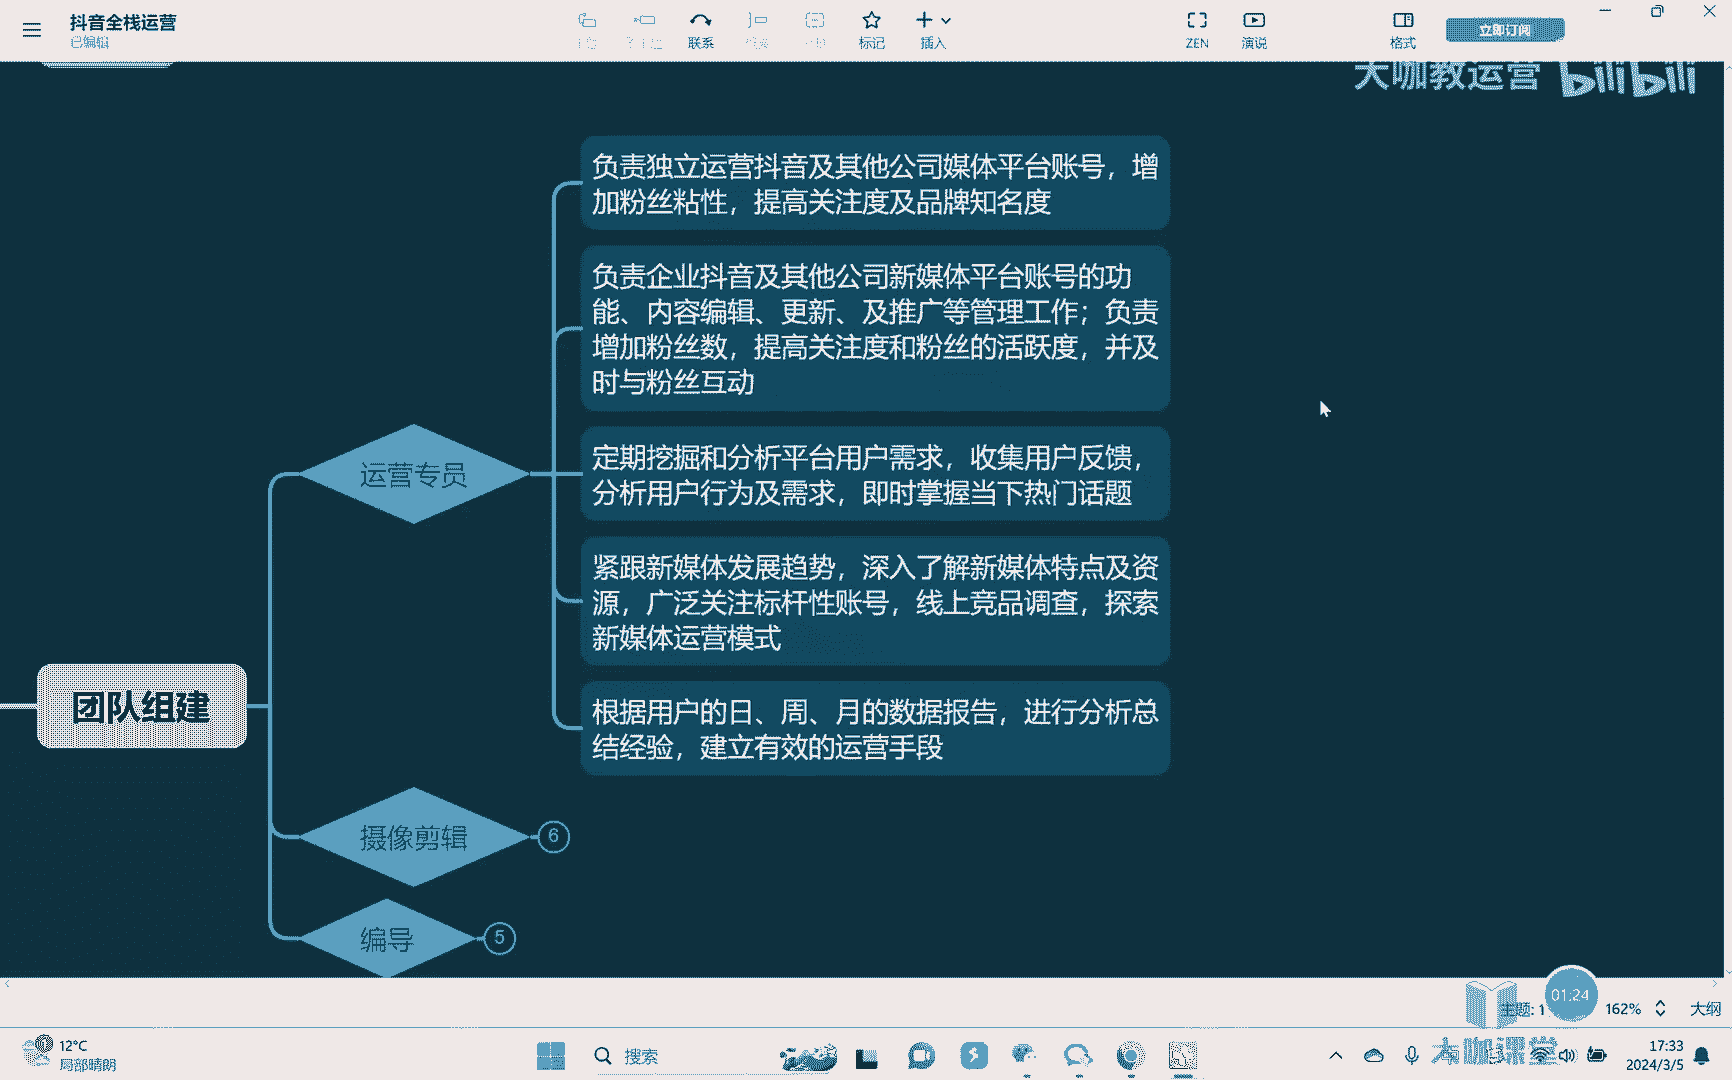 抖音全栈运营
已编辑
联系
标记
插入
ZEN
演说
格式
立即订阅
大咖教运营 bilibili
负责独立运营抖音及其他公司媒体平台账号，增
加粉丝粘性，提高关注度及品牌知名度
负责企业抖音及其他公司新媒体平台账号的功
能、内容编辑、更新、及推广等管理工作；负责
增加粉丝数，提高关注度和粉丝的活跃度，并及
时与粉丝互动
运营专员
定期挖掘和分析平台用户需求，收集用户反馈，
分析用户行为及需求，即时掌握当下热门话题
紧跟新媒体发展趋势，深入了解新媒体特点及资
源，广泛关注标杆性账号，线上竞品调查，探索
新媒体运营模式
团队组建
根据用户的日、周、月的数据报告，进行分析总
结经验，建立有效的运营手段
摄像剪辑
6
编导
5
主题: 1
01:24
162%
大纲
12°C
局部晴朗
搜索
大咖课堂
17:33
2024/3/5